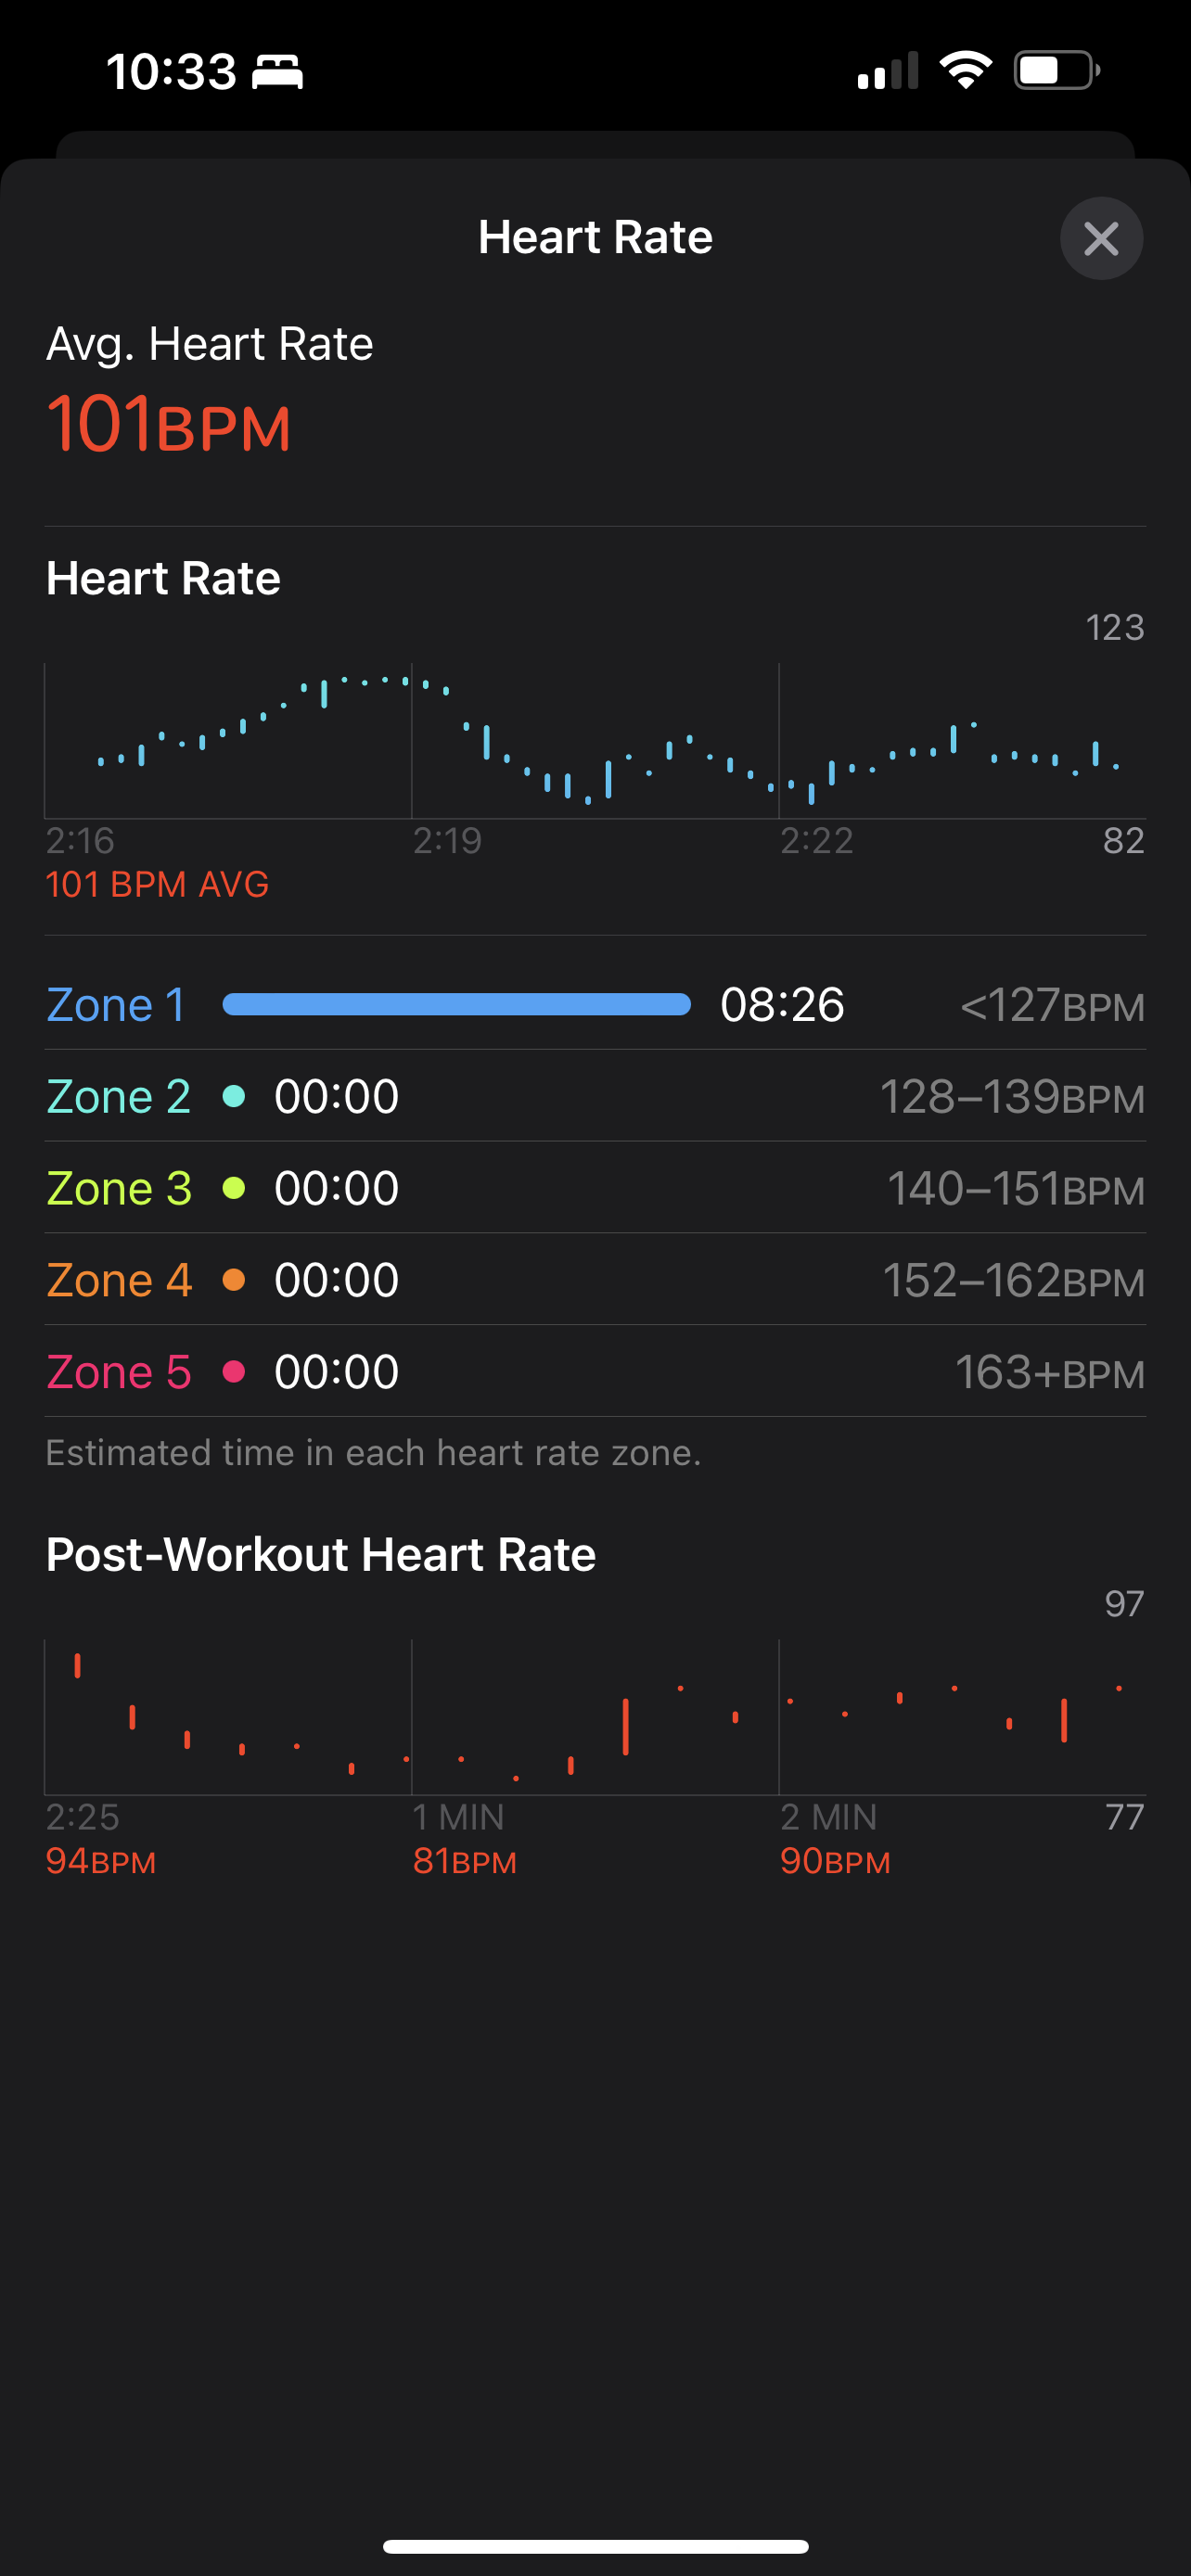 10:33
Heart Rate
Avg. Heart Rate
101BPM
Heart Rate
123
2:16 2:19 2:22 82
101 BPM AVG
Zone 1 08:26 <127BPM
Zone 2 00:00 128–139BPM
Zone 3 00:00 140–151BPM
Zone 4 00:00 152–162BPM
Zone 5 00:00 163+BPM
Estimated time in each heart rate zone.
Post-Workout Heart Rate
97
2:25 1 MIN 2 MIN 77
94BPM 81BPM 90BPM